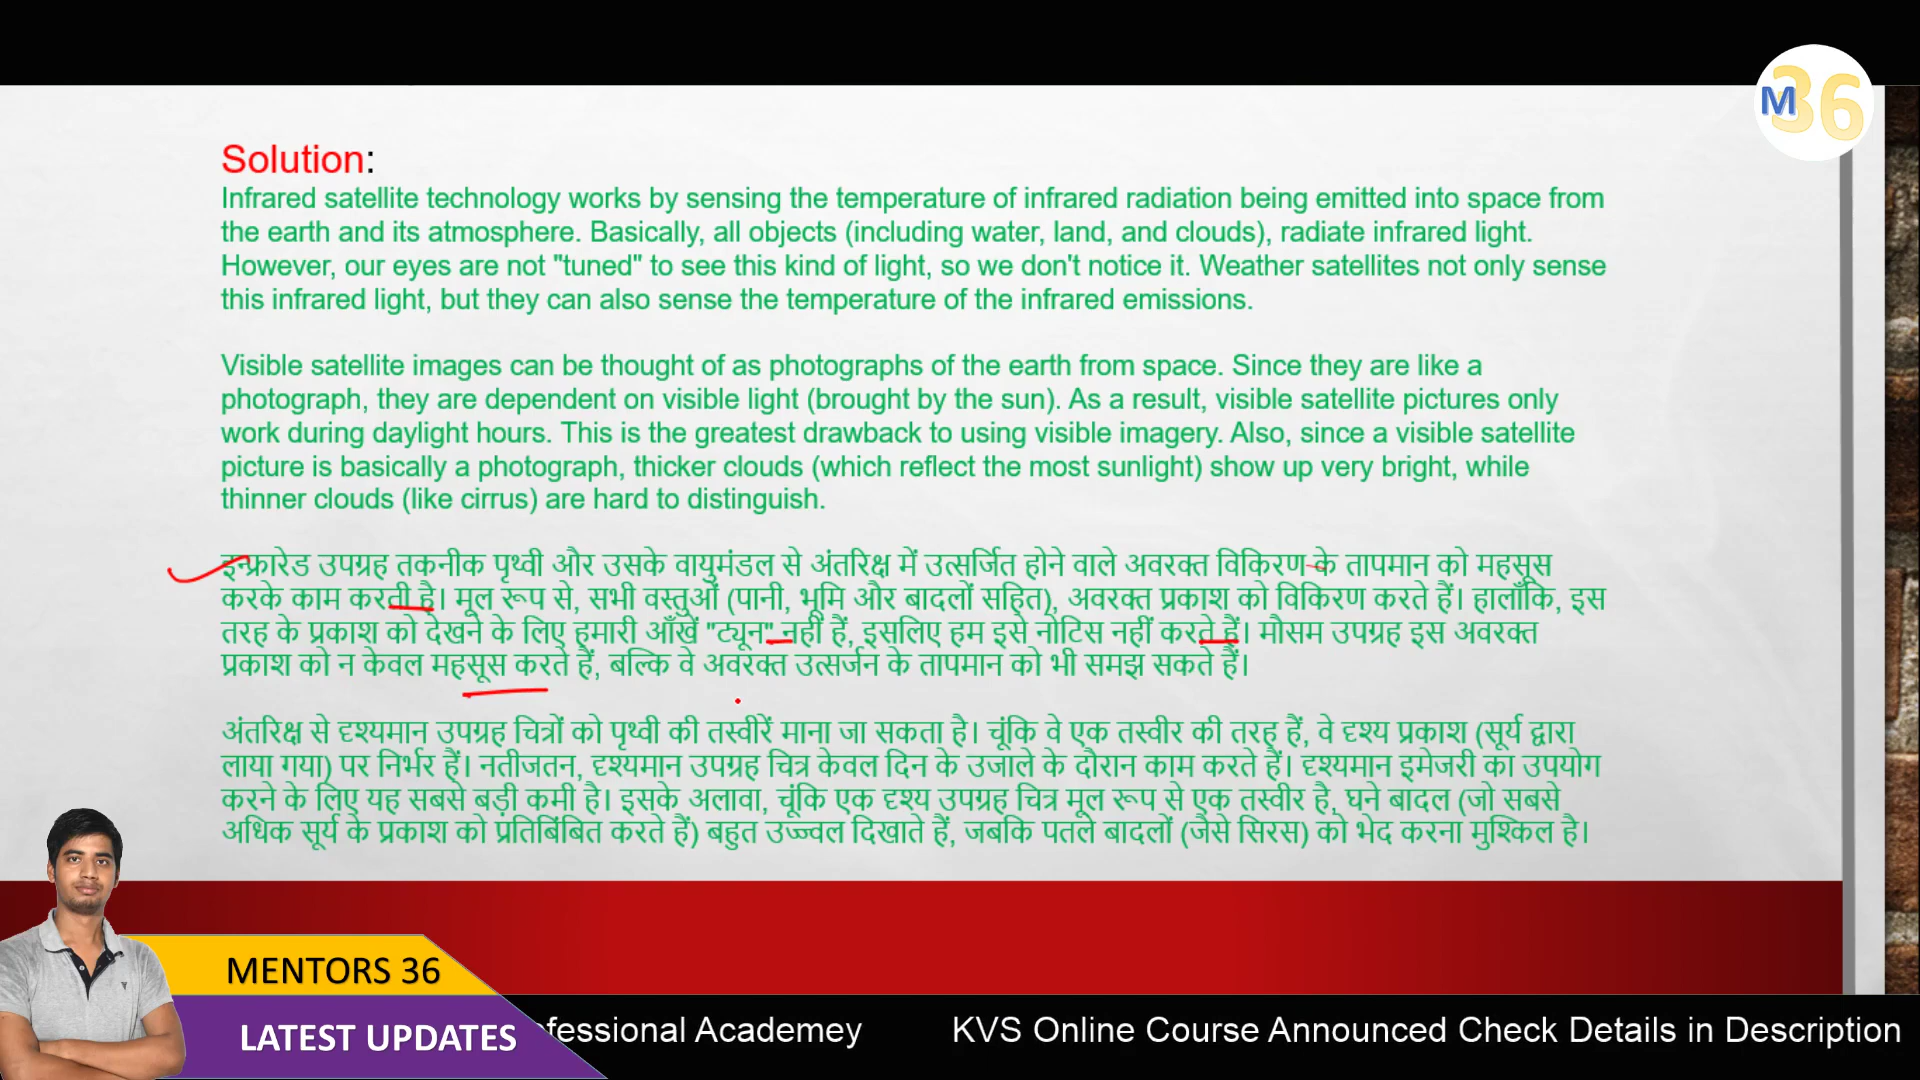 M36
Solution:
Infrared satellite technology works by sensing the temperature of infrared radiation being emitted into space from
the earth and its atmosphere. Basically, all objects (including water, land, and clouds), radiate infrared light.
However, our eyes are not "tuned" to see this kind of light, so we don't notice it. Weather satellites not only sense
this infrared light, but they can also sense the temperature of the infrared emissions.
Visible satellite images can be thought of as photographs of the earth from space. Since they are like a
photograph, they are dependent on visible light (brought by the sun). As a result, visible satellite pictures only
work during daylight hours. This is the greatest drawback to using visible imagery. Also, since a visible satellite
picture is basically a photograph, thicker clouds (which reflect the most sunlight) show up very bright, while
thinner clouds (like cirrus) are hard to distinguish.
इन्फ्रारेड उपग्रह तकनीक पृथ्वी और उसके वायुमंडल से अंतरिक्ष में उत्सर्जित होने वाले अवरक्त विकिरण के तापमान को महसूस
करके काम करती है। मूल रूप से, सभी वस्तुओं (पानी, भूमि और बादलों सहित), अवरक्त प्रकाश को विकिरण करते हैं। हालाँकि, इस
तरह के प्रकाश को देखने के लिए हमारी आँखें "ट्यून" नहीं हैं, इसलिए हम इसे नोटिस नहीं करते हैं। मौसम उपग्रह इस अवरक्त
प्रकाश को न केवल महसूस करते हैं, बल्कि वे अवरक्त उत्सर्जन के तापमान को भी समझ सकते हैं।
अंतरिक्ष से दृश्यमान उपग्रह चित्रों को पृथ्वी की तस्वीरें माना जा सकता है। चूंकि वे एक तस्वीर की तरह हैं, वे दृश्य प्रकाश (सूर्य द्वारा
लाया गया) पर निर्भर हैं। नतीजतन, दृश्यमान उपग्रह चित्र केवल दिन के उजाले के दौरान काम करते हैं। दृश्यमान इमेजरी का उपयोग
करने के लिए यह सबसे बड़ी कमी है। इसके अलावा, चूंकि एक दृश्य उपग्रह चित्र मूल रूप से एक तस्वीर है, घने बादल (जो सबसे
अधिक सूर्य के प्रकाश को प्रतिबिंबित करते हैं) बहुत उज्ज्वल दिखाते हैं, जबकि पतले बादलों (जैसे सिरस) को भेद करना मुश्किल है।
MENTORS 36
LATEST UPDATES ofessional Academey KVS Online Course Announced Check Details in Description